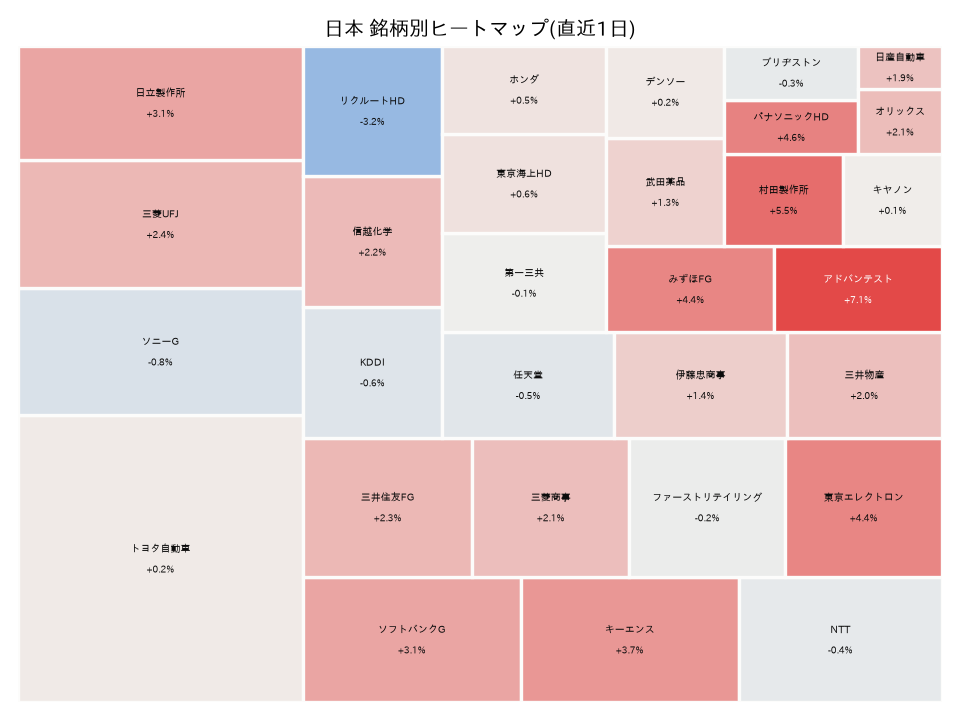 日本 銘柄別ヒートマップ(直近1日)
日立製作所
+3.1%
三菱UFJ
+2.4%
ソニーG
-0.8%
トヨタ自動車
+0.2%
リクルートHD
-3.2%
信越化学
+2.2%
KDDI
-0.6%
ホンダ
+0.5%
東京海上HD
+0.6%
第一三共
-0.1%
デンソー
+0.2%
武田薬品
+1.3%
ブリヂストン
-0.3%
パナソニックHD
+4.6%
日産自動車
+1.9%
オリックス
+2.1%
村田製作所
+5.5%
キヤノン
+0.1%
みずほFG
+4.4%
アドバンテスト
+7.1%
任天堂
-0.5%
伊藤忠商事
+1.4%
三井物産
+2.0%
三井住友FG
+2.3%
三菱商事
+2.1%
ファーストリテイリング
-0.2%
東京エレクトロン
+4.4%
ソフトバンクG
+3.1%
キーエンス
+3.7%
NTT
-0.4%